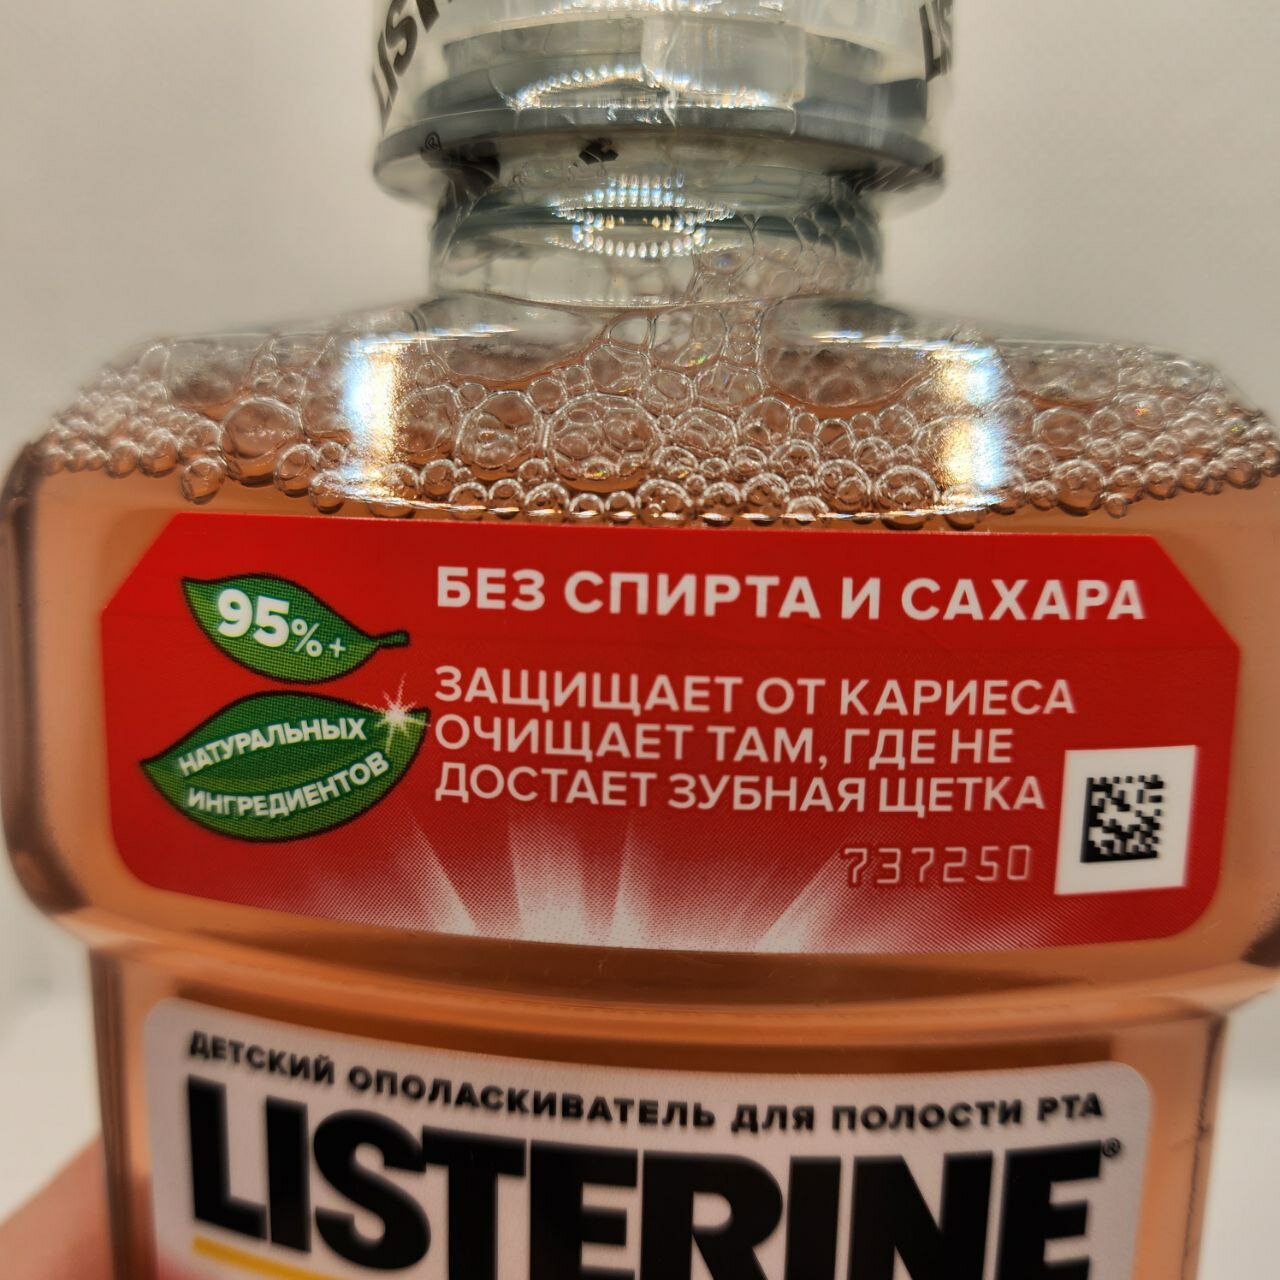 95%+
НАТУРАЛЬНЫХ
ИНГРЕДИЕНТОВ
БЕЗ СПИРТА И САХАРА
ЗАЩИЩАЕТ ОТ КАРИЕСА
ОЧИЩАЕТ ТАМ, ГДЕ НЕ
ДОСТАЕТ ЗУБНАЯ ЩЕТКА
737250
ДЕТСКИЙ ОПОЛАСКИВАТЕЛЬ ДЛЯ ПОЛОСТИ РТА
LISTERINE®